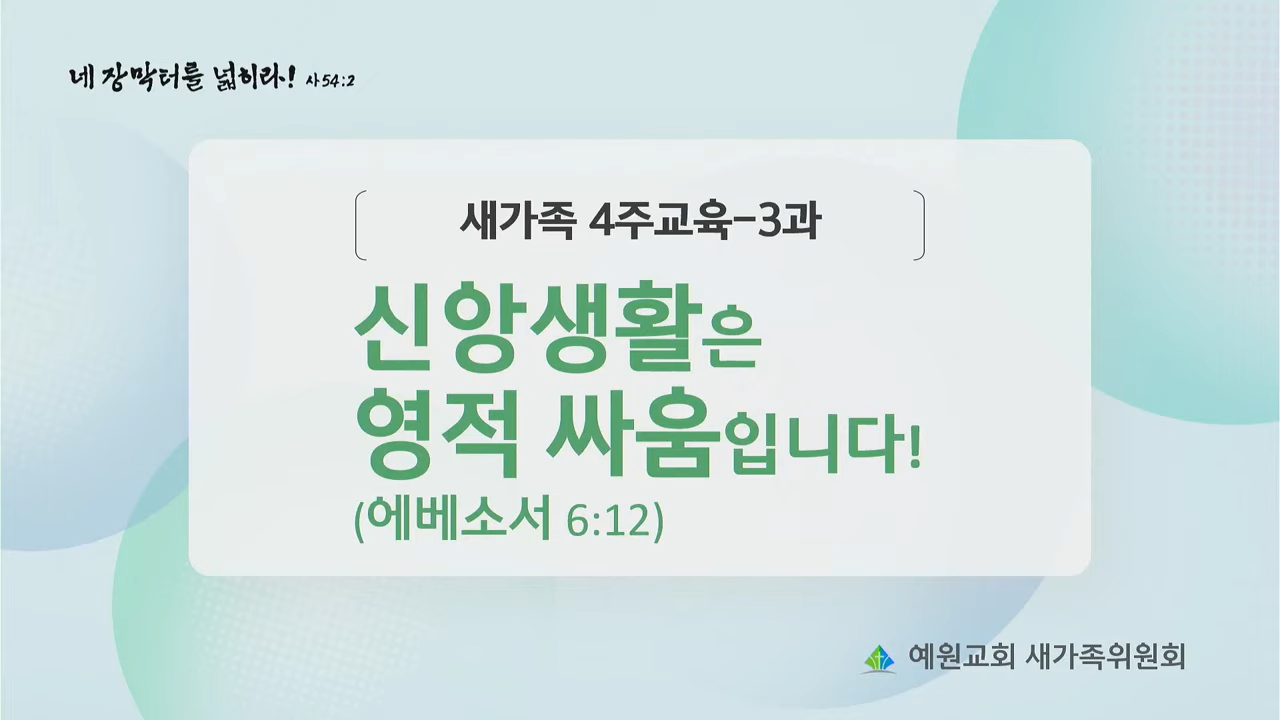 네 장막터를 넓히라! 사54:2
새가족 4주교육-3과
신앙생활은
영적 싸움입니다!
(에베소서 6:12)
예원교회 새가족위원회